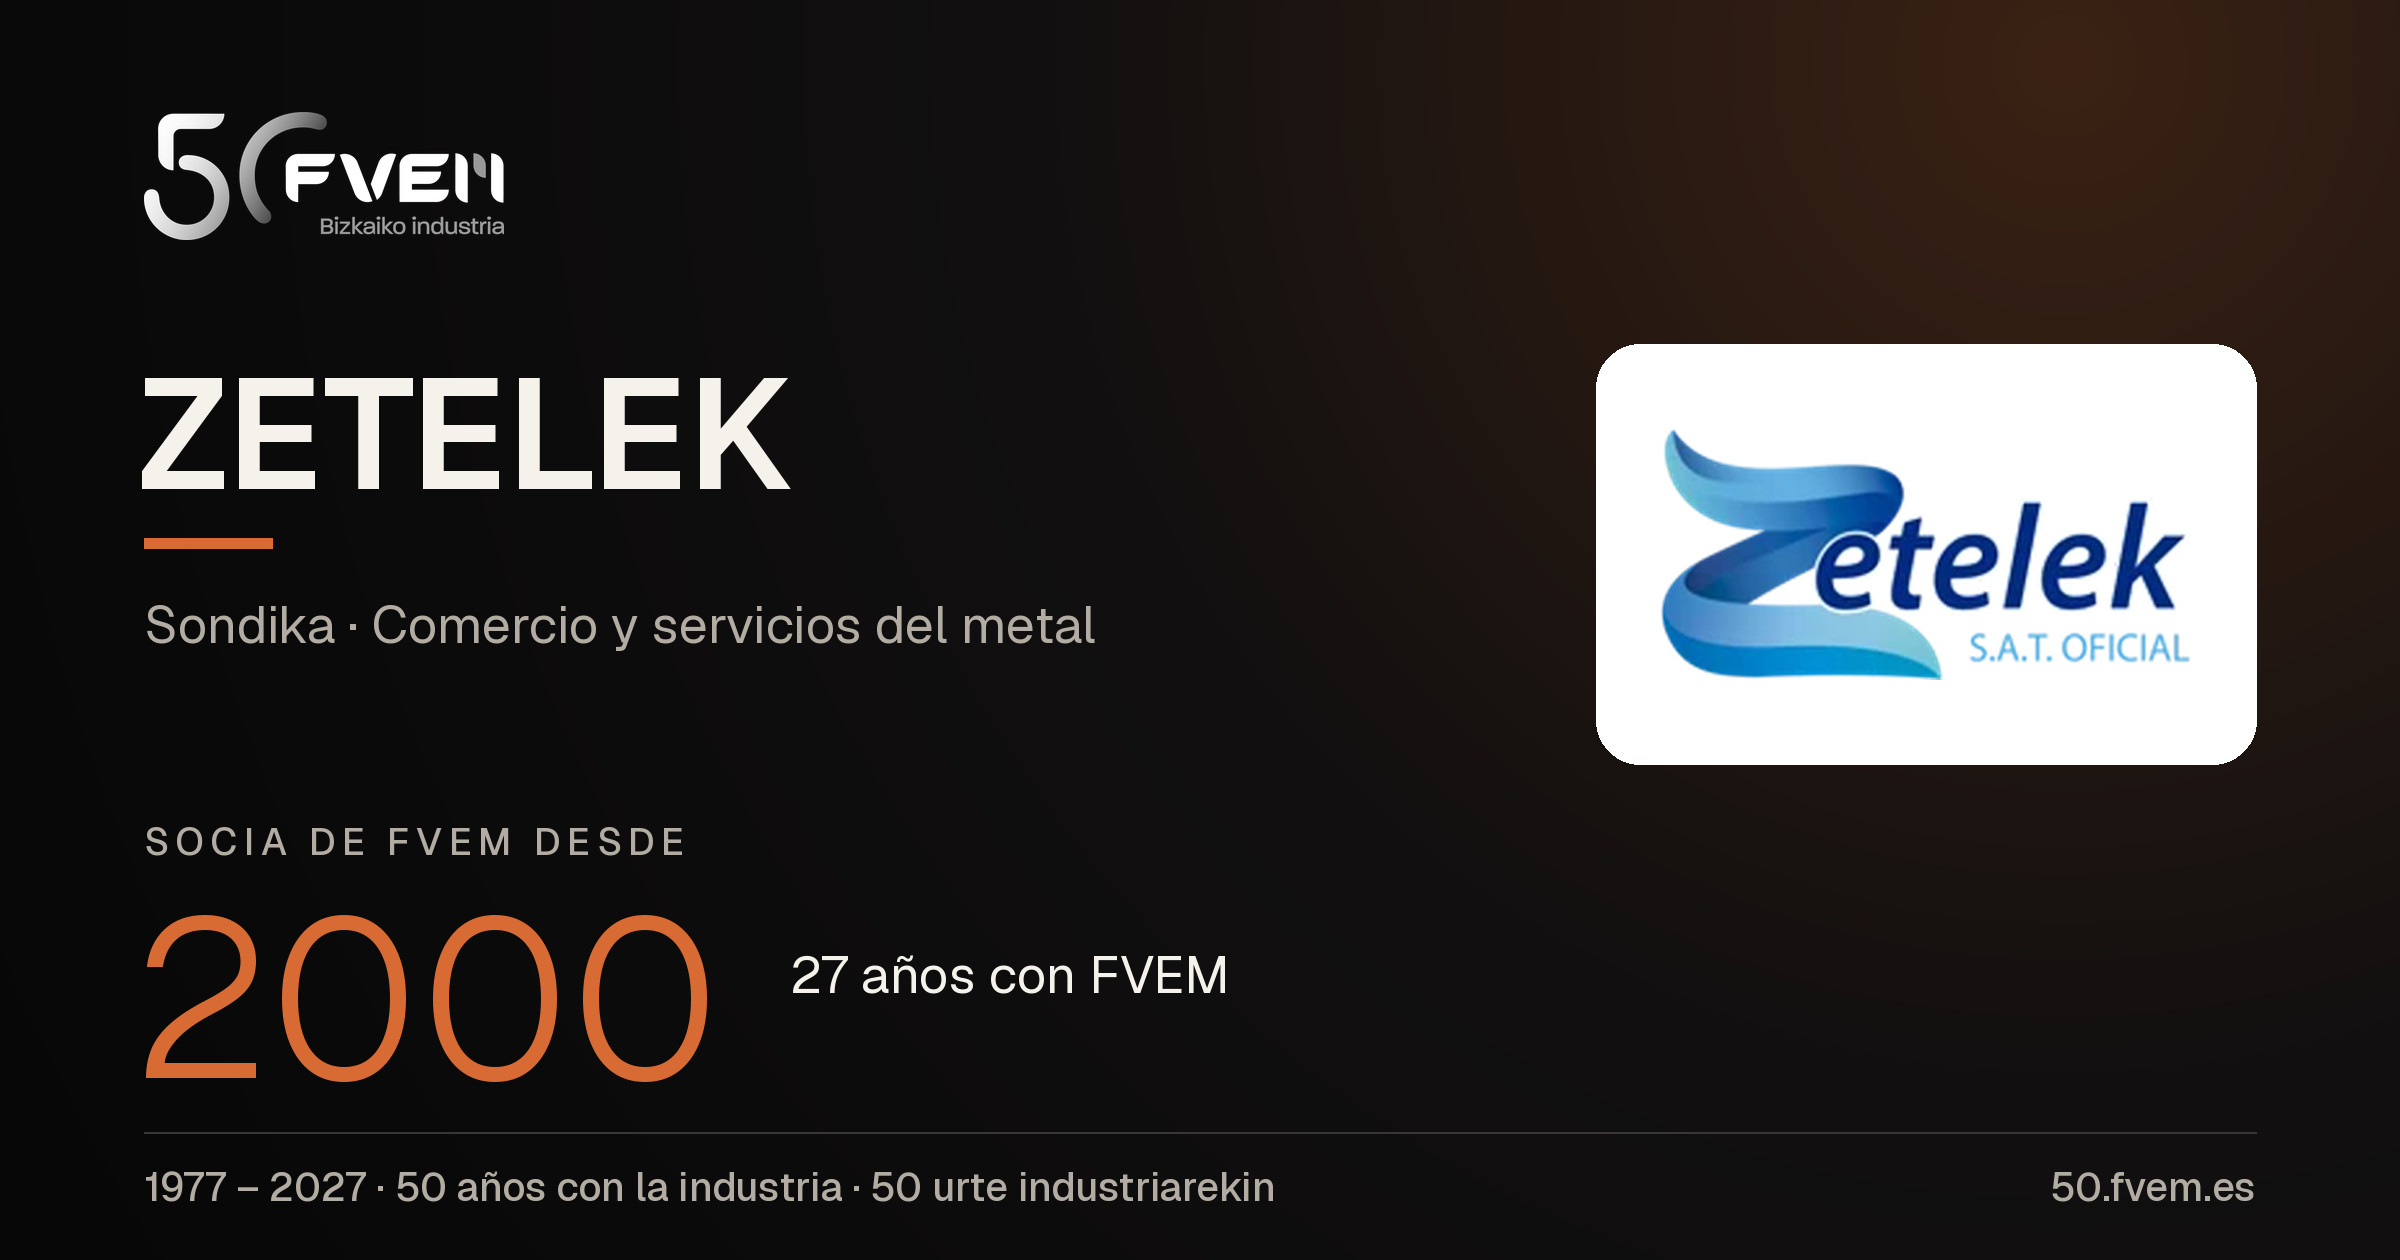 50 FVEM
Bizkaiko industria
ZETELEK
Sondika · Comercio y servicios del metal
Zetelek
S.A.T. OFICIAL
SOCIA DE FVEM DESDE
2000
27 años con FVEM
1977 – 2027 · 50 años con la industria · 50 urte industriarekin
50.fvem.es